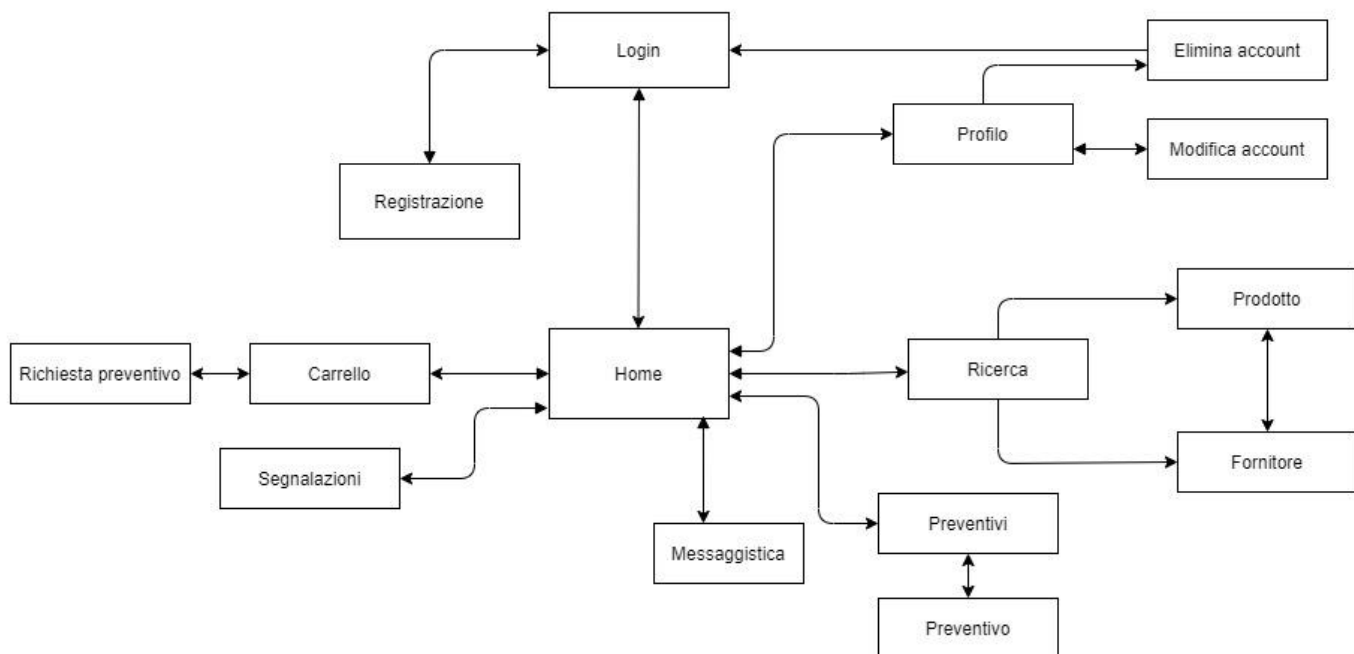 Login
Elimina account
Profilo
Modifica account
Registrazione
Prodotto
Richiesta preventivo
Carrello
Home
Ricerca
Segnalazioni
Fornitore
Preventivi
Messaggistica
Preventivo